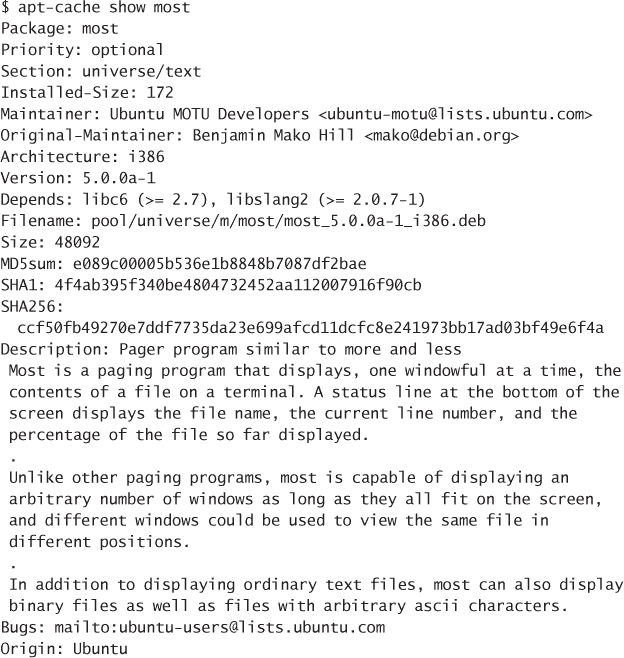 $ apt-cache show most
Package: most
Priority: optional
Section: universe/text
Installed-Size: 172
Maintainer: Ubuntu MOTU Developers <ubuntu-motu@lists.ubuntu.com>
Original-Maintainer: Benjamin Mako Hill <mako@debian.org>
Architecture: i386
Version: 5.0.0a-1
Depends: libc6 (>= 2.7), libslang2 (>= 2.0.7-1)
Filename: pool/universe/m/most/most_5.0.0a-1_i386.deb
Size: 48092
MD5sum: e089c00005b536e1b8848b7087df2bae
SHA1: 4f4ab395f340be4804732452aa112007916f90cb
SHA256:
ccf50fb49270e7ddf7735da23e699afcd11dcfc8e241973bb17ad03bf49e6f4a
Description: Pager program similar to more and less
Most is a paging program that displays, one windowful at a time, the
contents of a file on a terminal. A status line at the bottom of the
screen displays the file name, the current line number, and the
percentage of the file so far displayed.
.
Unlike other paging programs, most is capable of displaying an
arbitrary number of windows as long as they all fit on the screen,
and different windows could be used to view the same file in
different positions.
.
In addition to displaying ordinary text files, most can also display
binary files as well as files with arbitrary ascii characters.
Bugs: mailto:ubuntu-users@lists.ubuntu.com
Origin: Ubuntu